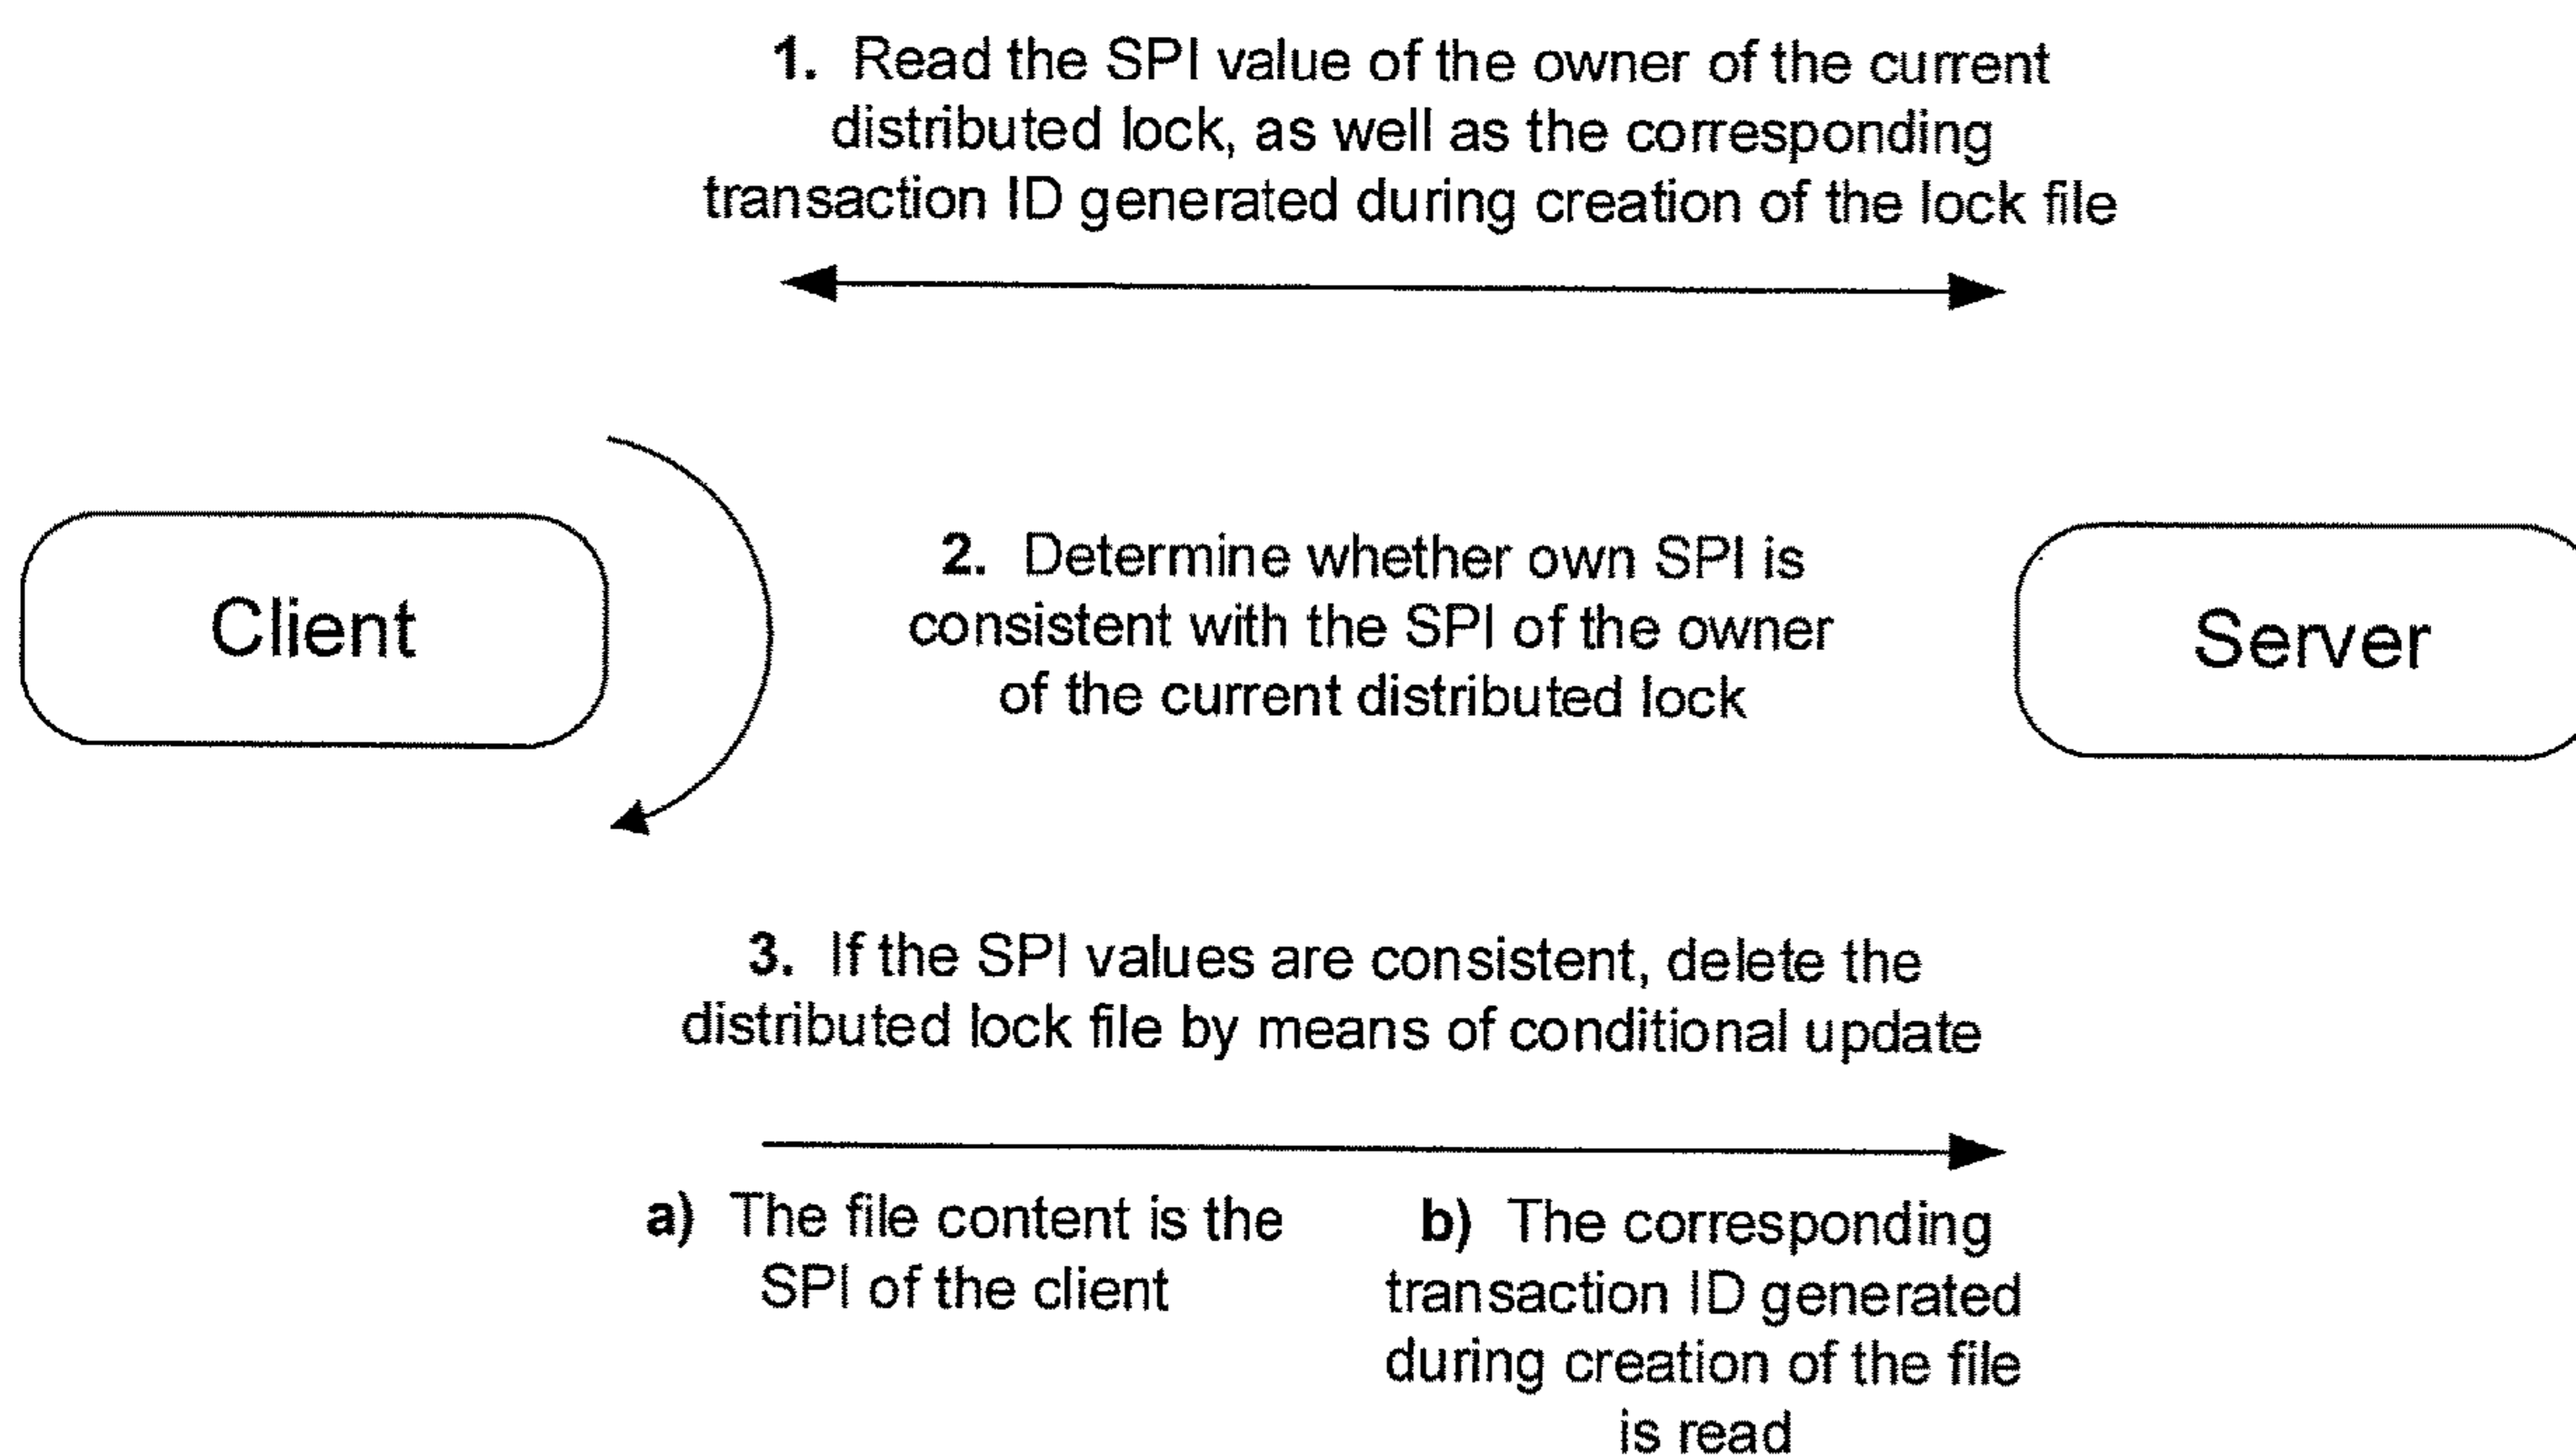 1. Read the SPI value of the owner of the current
distributed lock, as well as the corresponding
transaction ID generated during creation of the lock file
Client
2. Determine whether own SPI is
consistent with the SPI of the owner
of the current distributed lock
Server
3. If the SPI values are consistent, delete the
distributed lock file by means of conditional update
a) The file content is the
SPI of the client
b) The corresponding
transaction ID generated
during creation of the file
is read